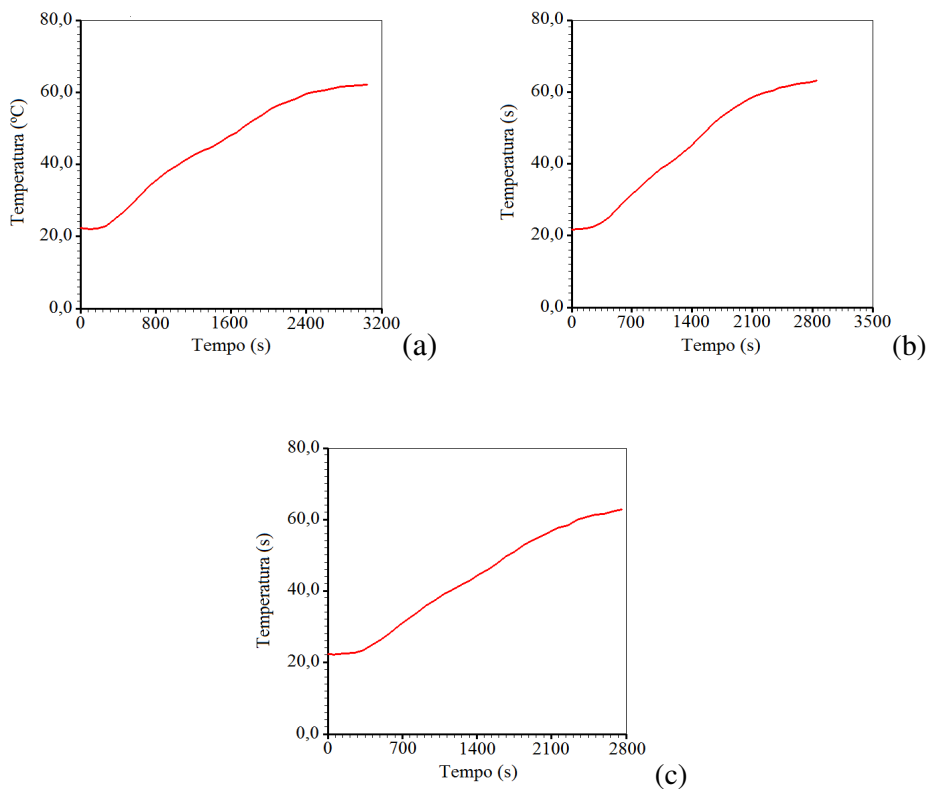 80,0
60,0
40,0
20,0
0,0
Temperatura (ºC)
0 800 1600 2400 3200
Tempo (s)
(a)
80,0
60,0
40,0
20,0
0,0
Temperatura (s)
0 700 1400 2100 2800 3500
Tempo (s)
(b)
80,0
60,0
40,0
20,0
0,0
Temperatura (s)
0 700 1400 2100 2800
Tempo (s)
(c)